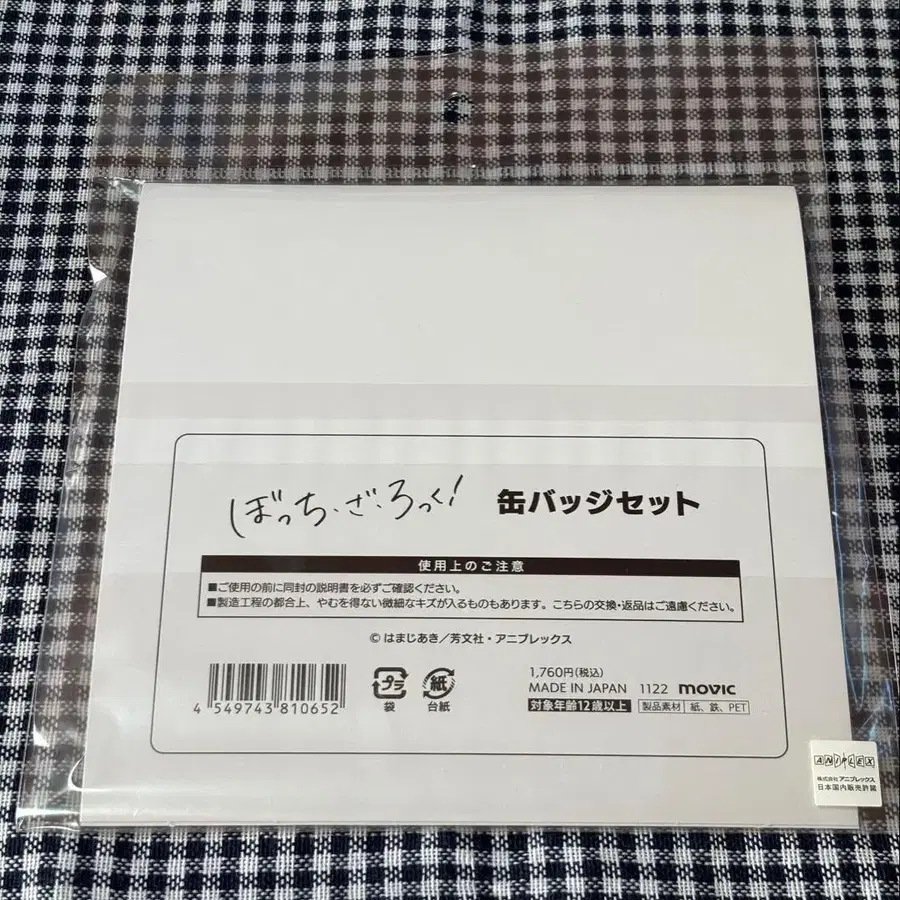 ぼっち・ざ・ろっく!
缶バッジセット
使用上のご注意
■ご使用の前に同封の説明書を必ずご確認ください。
■製造工程の都合上、やむを得ない微細なキズが入るものもあります。こちらの交換・返品はご遠慮ください。
© はまじあき／芳文社・アニプレックス
4 549743 810652
プラ
袋
紙
台紙
1,760円(税込)
MADE IN JAPAN 1122 movic
対象年齢12歳以上 製品素材 紙、鉄、PET
ANIPLEX
株式会社アニプレックス
日本国内販売許諾